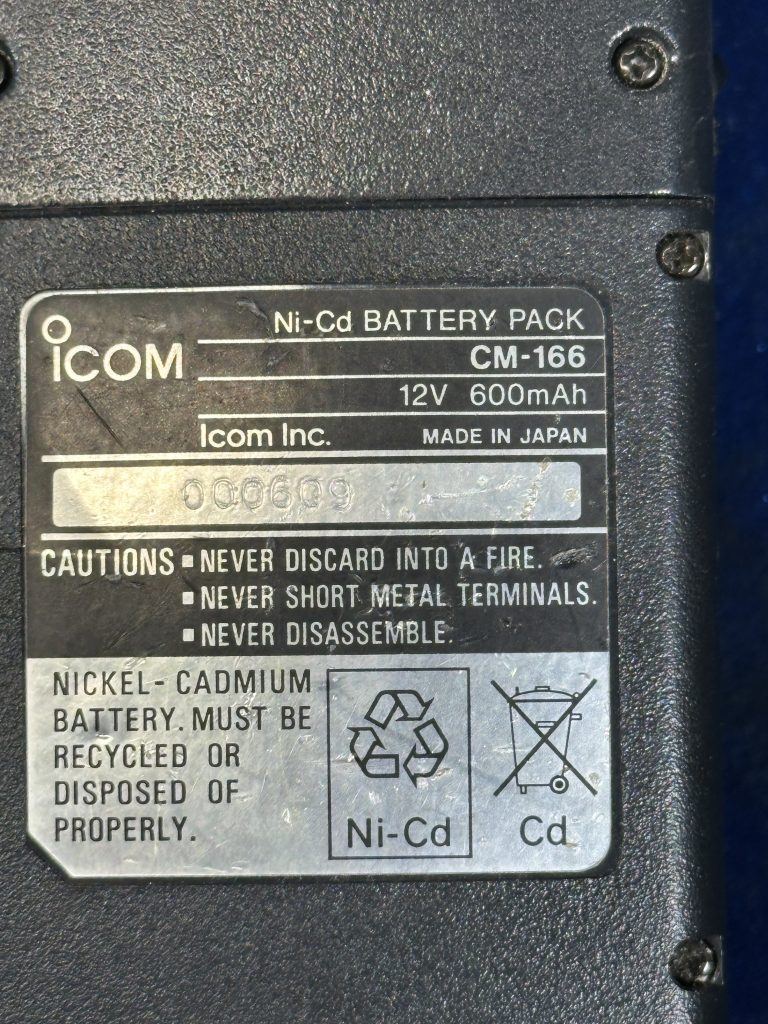 Ni-Cd BATTERY PACK
ICOM
CM-166
12V 600mAh
Icom Inc. MADE IN JAPAN
000609
CAUTIONS ▪ NEVER DISCARD INTO A FIRE.
▪ NEVER SHORT METAL TERMINALS.
▪ NEVER DISASSEMBLE.
NICKEL- CADMIUM
BATTERY. MUST BE
RECYCLED OR
DISPOSED OF
PROPERLY.
Ni-Cd
Cd